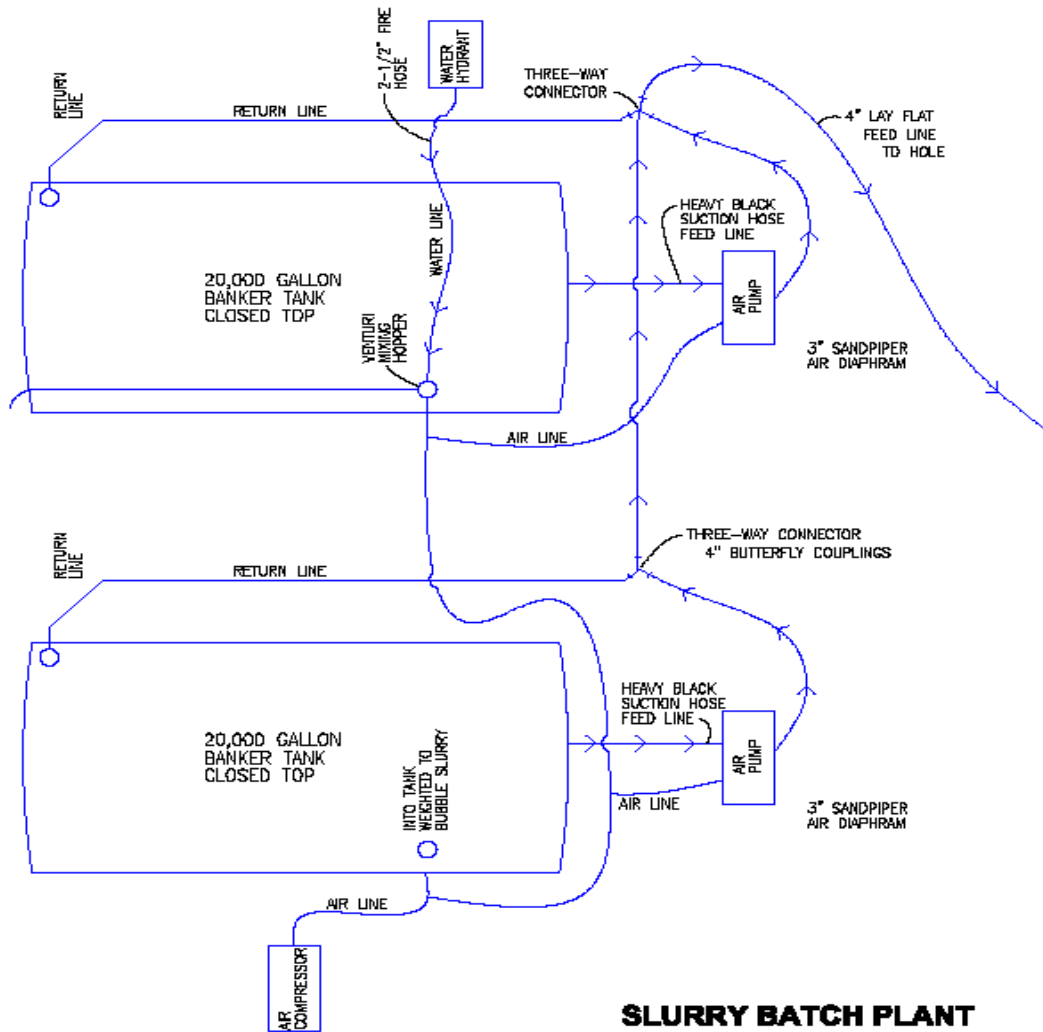 RETURN
LINE
RETURN LINE
2-1/2" FIRE
HOSE
WATER
HYDRANT
THREE-WAY
CONNECTOR
4" LAY FLAT
FEED LINE
TO HOLE
WATER LINE
HEAVY BLACK
SUCTION HOSE
FEED LINE
20,000 GALLON
BANKER TANK
CLOSED TOP
VENTURI
MIXING
HOPPER
AIR
PUMP
3" SANDPIPER
AIR DIAPHRAM
AIR LINE
RETURN
LINE
RETURN LINE
THREE-WAY CONNECTOR
4" BUTTERFLY COUPLINGS
20,000 GALLON
BANKER TANK
CLOSED TOP
INTO TANK
WEIGHTED TO
BUBBLE SLURRY
HEAVY BLACK
SUCTION HOSE
FEED LINE
AIR
PUMP
AIR LINE
3" SANDPIPER
AIR DIAPHRAM
AIR LINE
AIR
COMPRESSOR
SLURRY BATCH PLANT